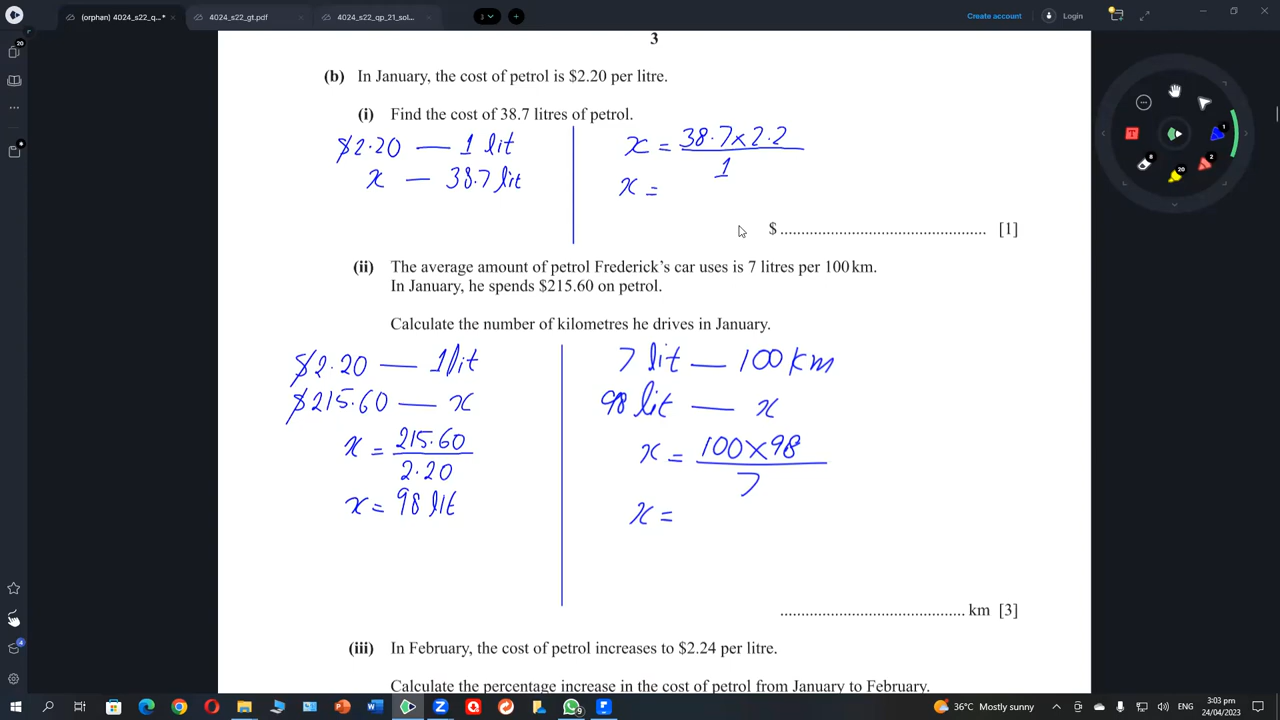 (orphan) 4024_s22_q...*
4024_s22_gt.pdf
4024_s22_qp_21_sol...
Create account
Login
20
3
(b) In January, the cost of petrol is $2.20 per litre.
(i) Find the cost of 38.7 litres of petrol.
$2.20 — 1 lit
x — 38.7 lit
x = 38.7 × 2.2
1
x =
$ ................................................ [1]
(ii) The average amount of petrol Frederick's car uses is 7 litres per 100 km.
In January, he spends $215.60 on petrol.
Calculate the number of kilometres he drives in January.
$2.20 — 1 lit
$215.60 — x
x = 215.60
2.20
x = 98 lit
7 lit — 100 km
98 lit — x
x = 100 × 98
7
x =
............................................ km [3]
(iii) In February, the cost of petrol increases to $2.24 per litre.
Calculate the percentage increase in the cost of petrol from January to February.
36°C Mostly sunny
ENG
3:03 pm
24/04/2023